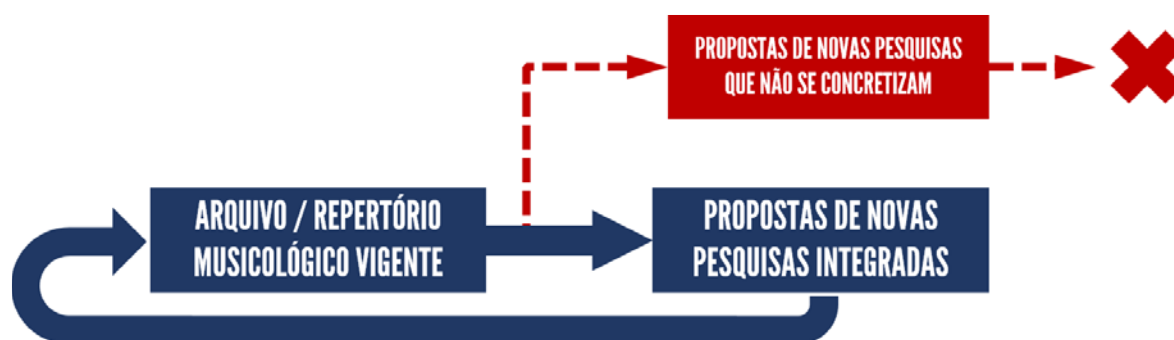 PROPOSTAS DE NOVAS PESQUISAS
QUE NÃO SE CONCRETIZAM
ARQUIVO / REPERTÓRIO
MUSICOLÓGICO VIGENTE
PROPOSTAS DE NOVAS
PESQUISAS INTEGRADAS